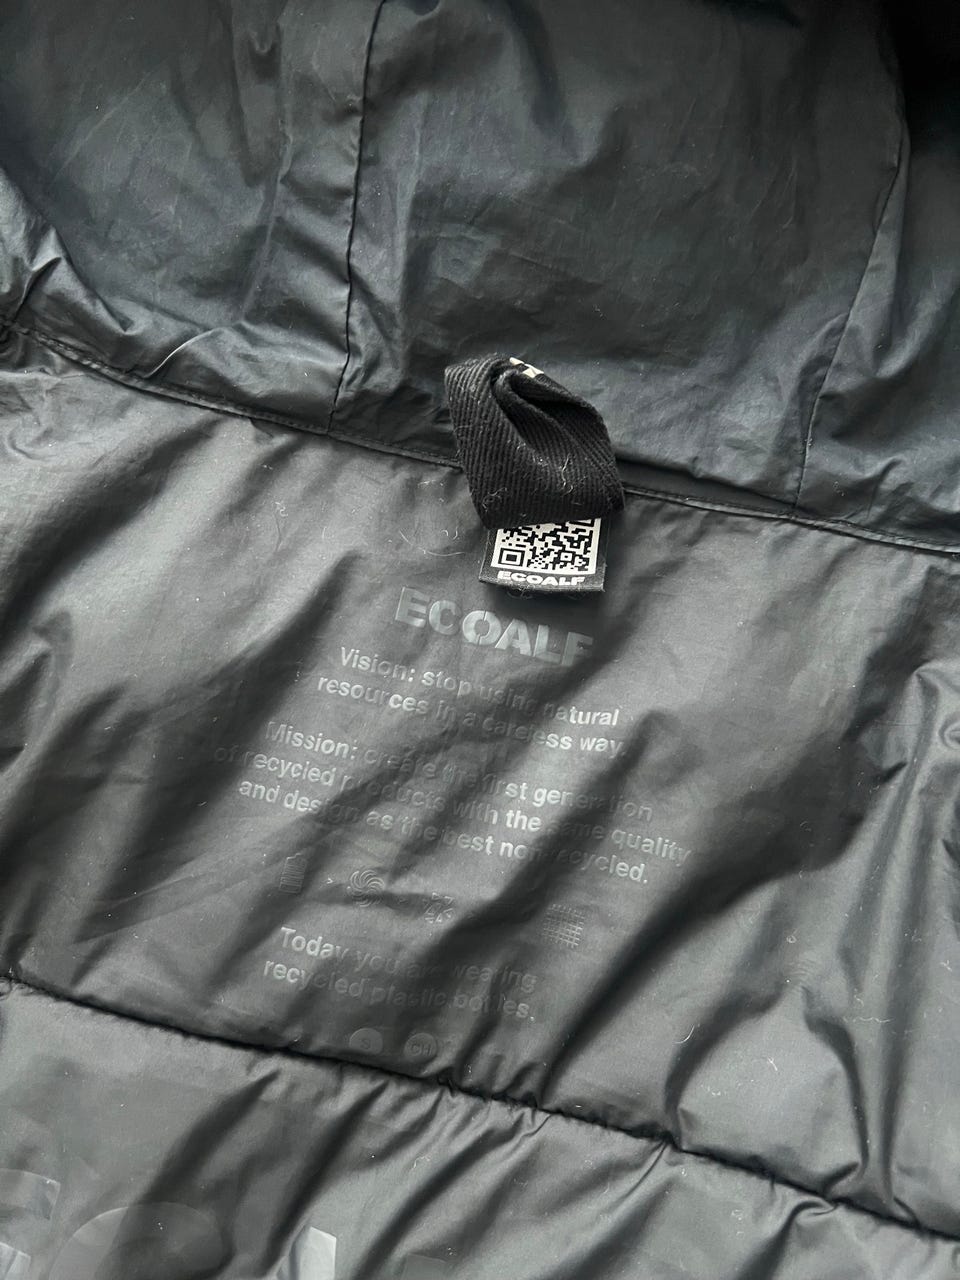 ECOALF
ECOALF
Vision: stop using natural
resources in a careless way.
Mission: create the first generation
of recycled products with the same quality
and design as the best non recycled.
Today you are wearing
recycled plastic bottles.
S CH